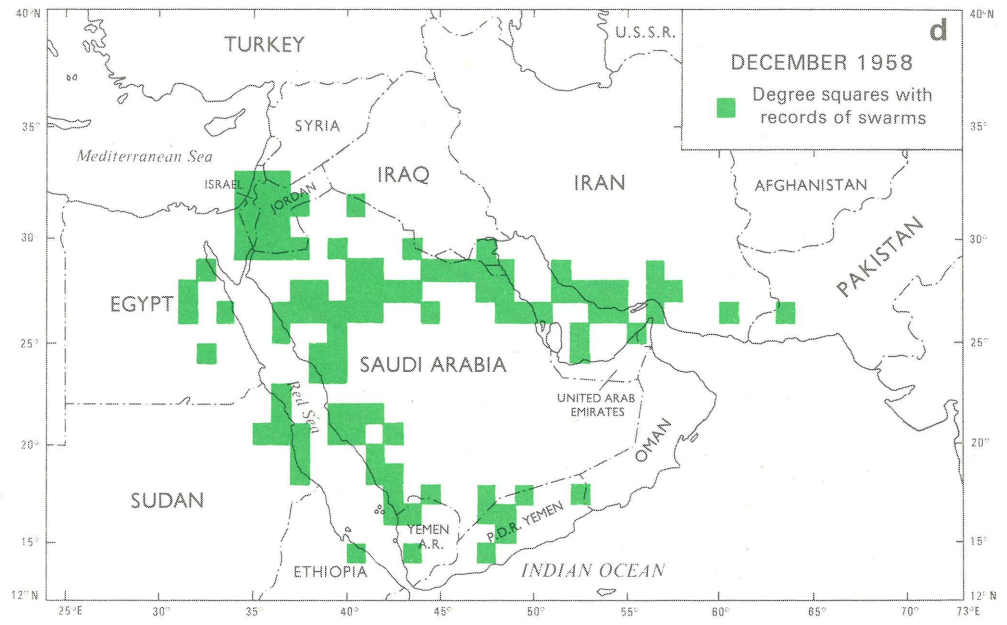 40°N
40°N
TURKEY
U.S.S.R.
d
DECEMBER 1958
Degree squares with
records of swarms
35°
35°
SYRIA
Mediterranean Sea
IRAQ
IRAN
ISRAEL
JORDAN
AFGHANISTAN
30°
30°
PAKISTAN
EGYPT
25°
25°
SAUDI ARABIA
Red Sea
UNITED ARAB
EMIRATES
OMAN
20°
20°
SUDAN
YEMEN
A.R.
P.D.R. YEMEN
15°
15°
ETHIOPIA
INDIAN OCEAN
12°N
12°N
25°E
30°
35°
40°
45°
50°
55°
60°
65°
70°
73°E